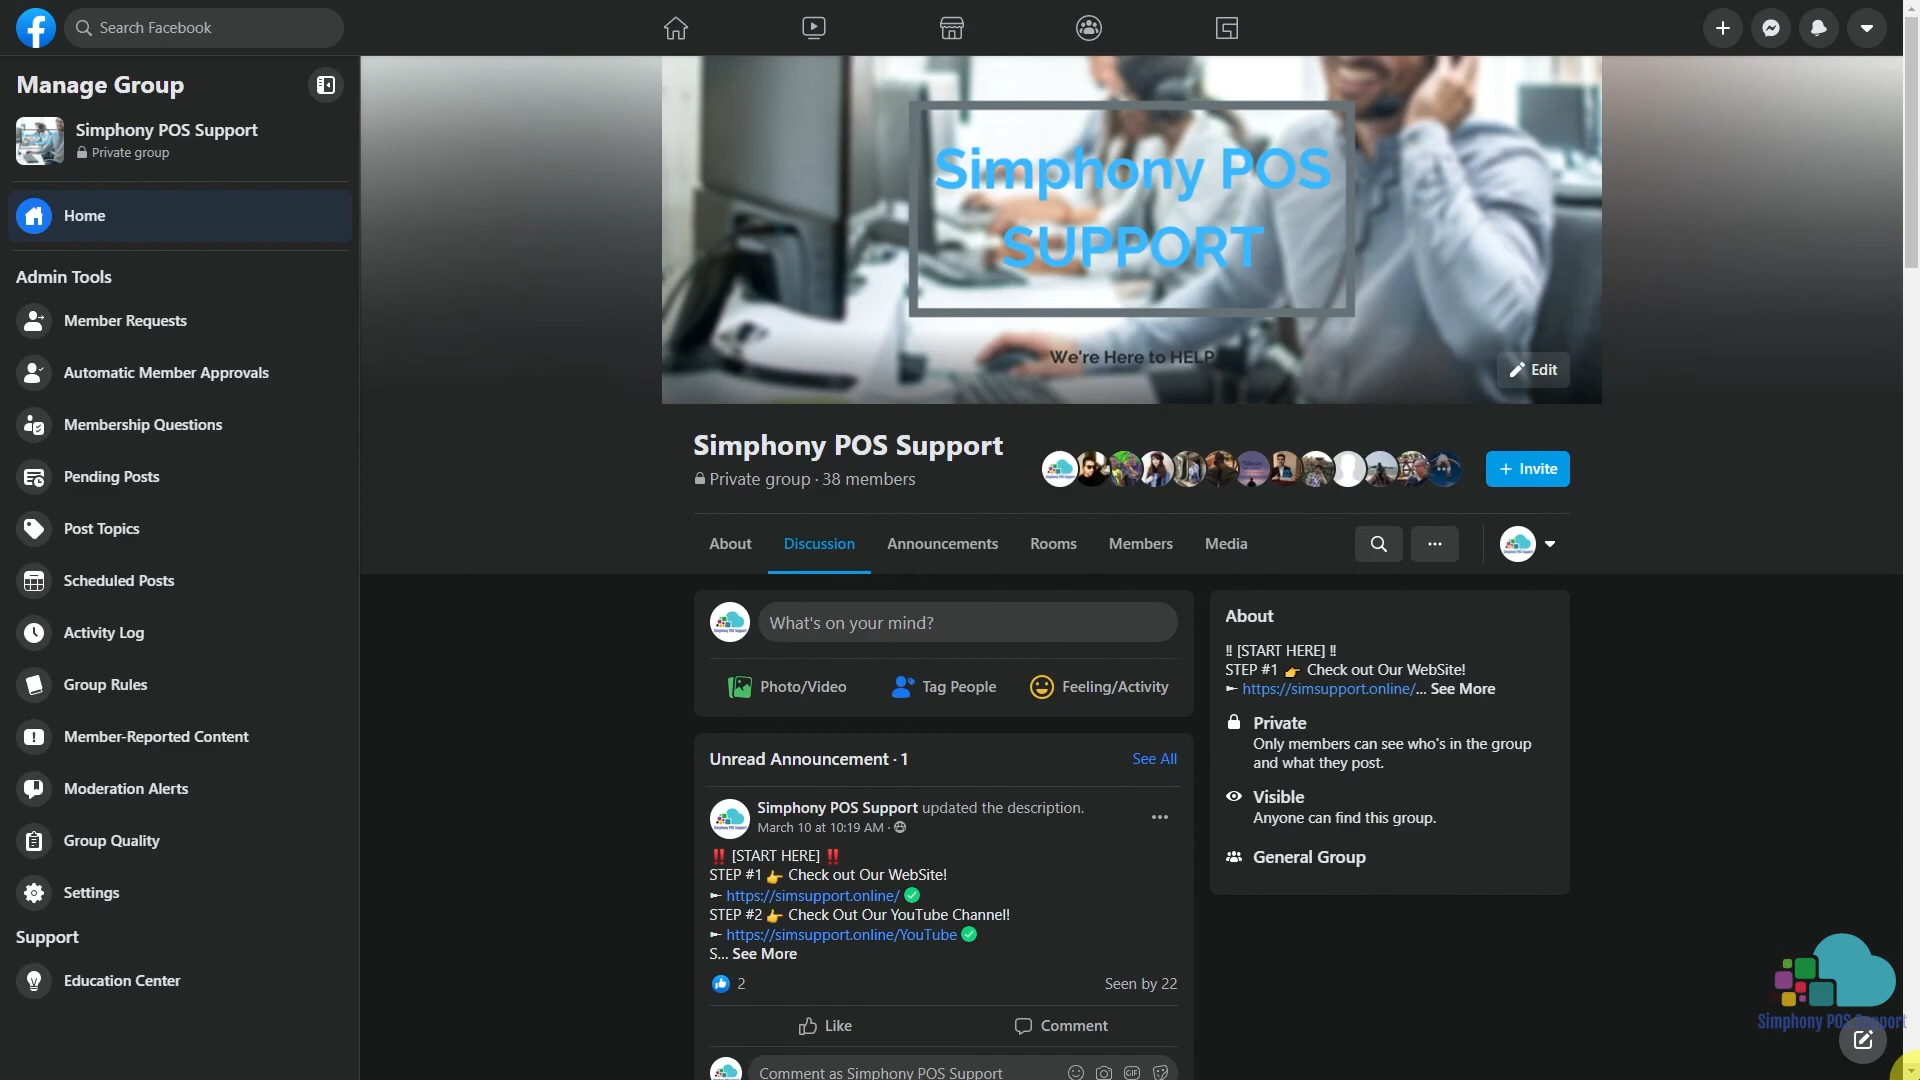 Search Facebook
Manage Group
Simphony POS Support
Private group
Home
Admin Tools
Member Requests
Automatic Member Approvals
Membership Questions
Pending Posts
Post Topics
Scheduled Posts
Activity Log
Group Rules
Member-Reported Content
Moderation Alerts
Group Quality
Settings
Support
Education Center
Simphony POS
SUPPORT
We're Here to HELP
Edit
Simphony POS Support
Private group · 38 members
+ Invite
About
Discussion
Announcements
Rooms
Members
Media
What's on your mind?
Photo/Video
Tag People
Feeling/Activity
Unread Announcement · 1
See All
Simphony POS Support updated the description.
March 10 at 10:19 AM ·
‼️ [START HERE] ‼️
STEP #1 👉 Check out Our WebSite!
➼ https://simsupport.online/ ✅
STEP #2 👉 Check Out Our YouTube Channel!
➼ https://simsupport.online/YouTube ✅
S... See More
2
Seen by 22
Like
Comment
Comment as Simphony POS Support
GIF
About
‼ [START HERE] ‼
STEP #1 👉 Check out Our WebSite!
➼ https://simsupport.online/... See More
Private
Only members can see who's in the group
and what they post.
Visible
Anyone can find this group.
General Group
Simphony POS Support